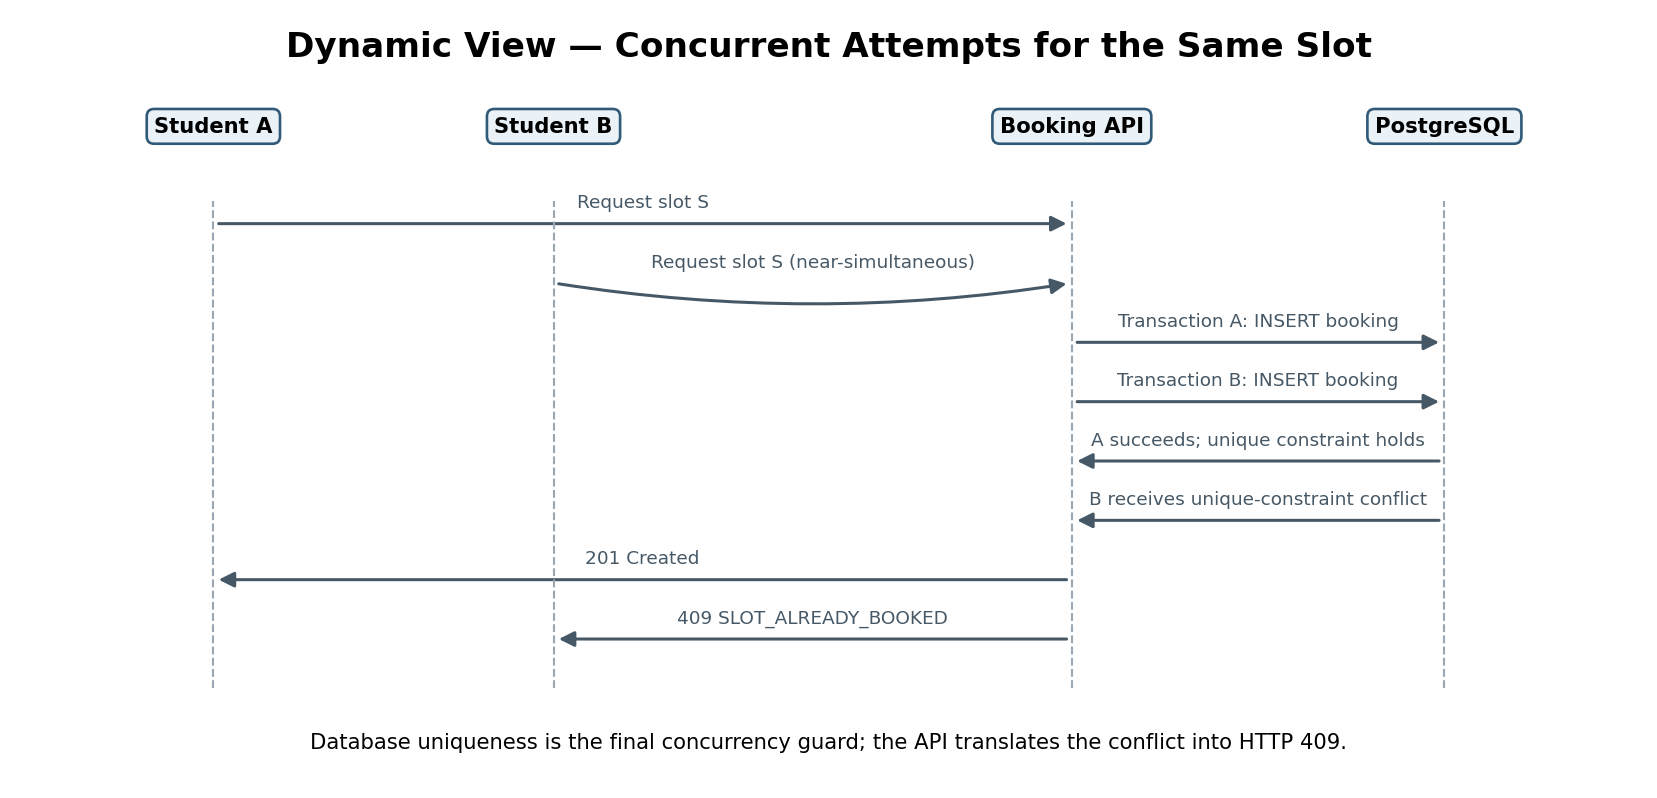 Dynamic View — Concurrent Attempts for the Same Slot
Student A
Student B
Booking API
PostgreSQL
Request slot S
Request slot S (near-simultaneous)
Transaction A: INSERT booking
Transaction B: INSERT booking
A succeeds; unique constraint holds
B receives unique-constraint conflict
201 Created
409 SLOT_ALREADY_BOOKED
Database uniqueness is the final concurrency guard; the API translates the conflict into HTTP 409.